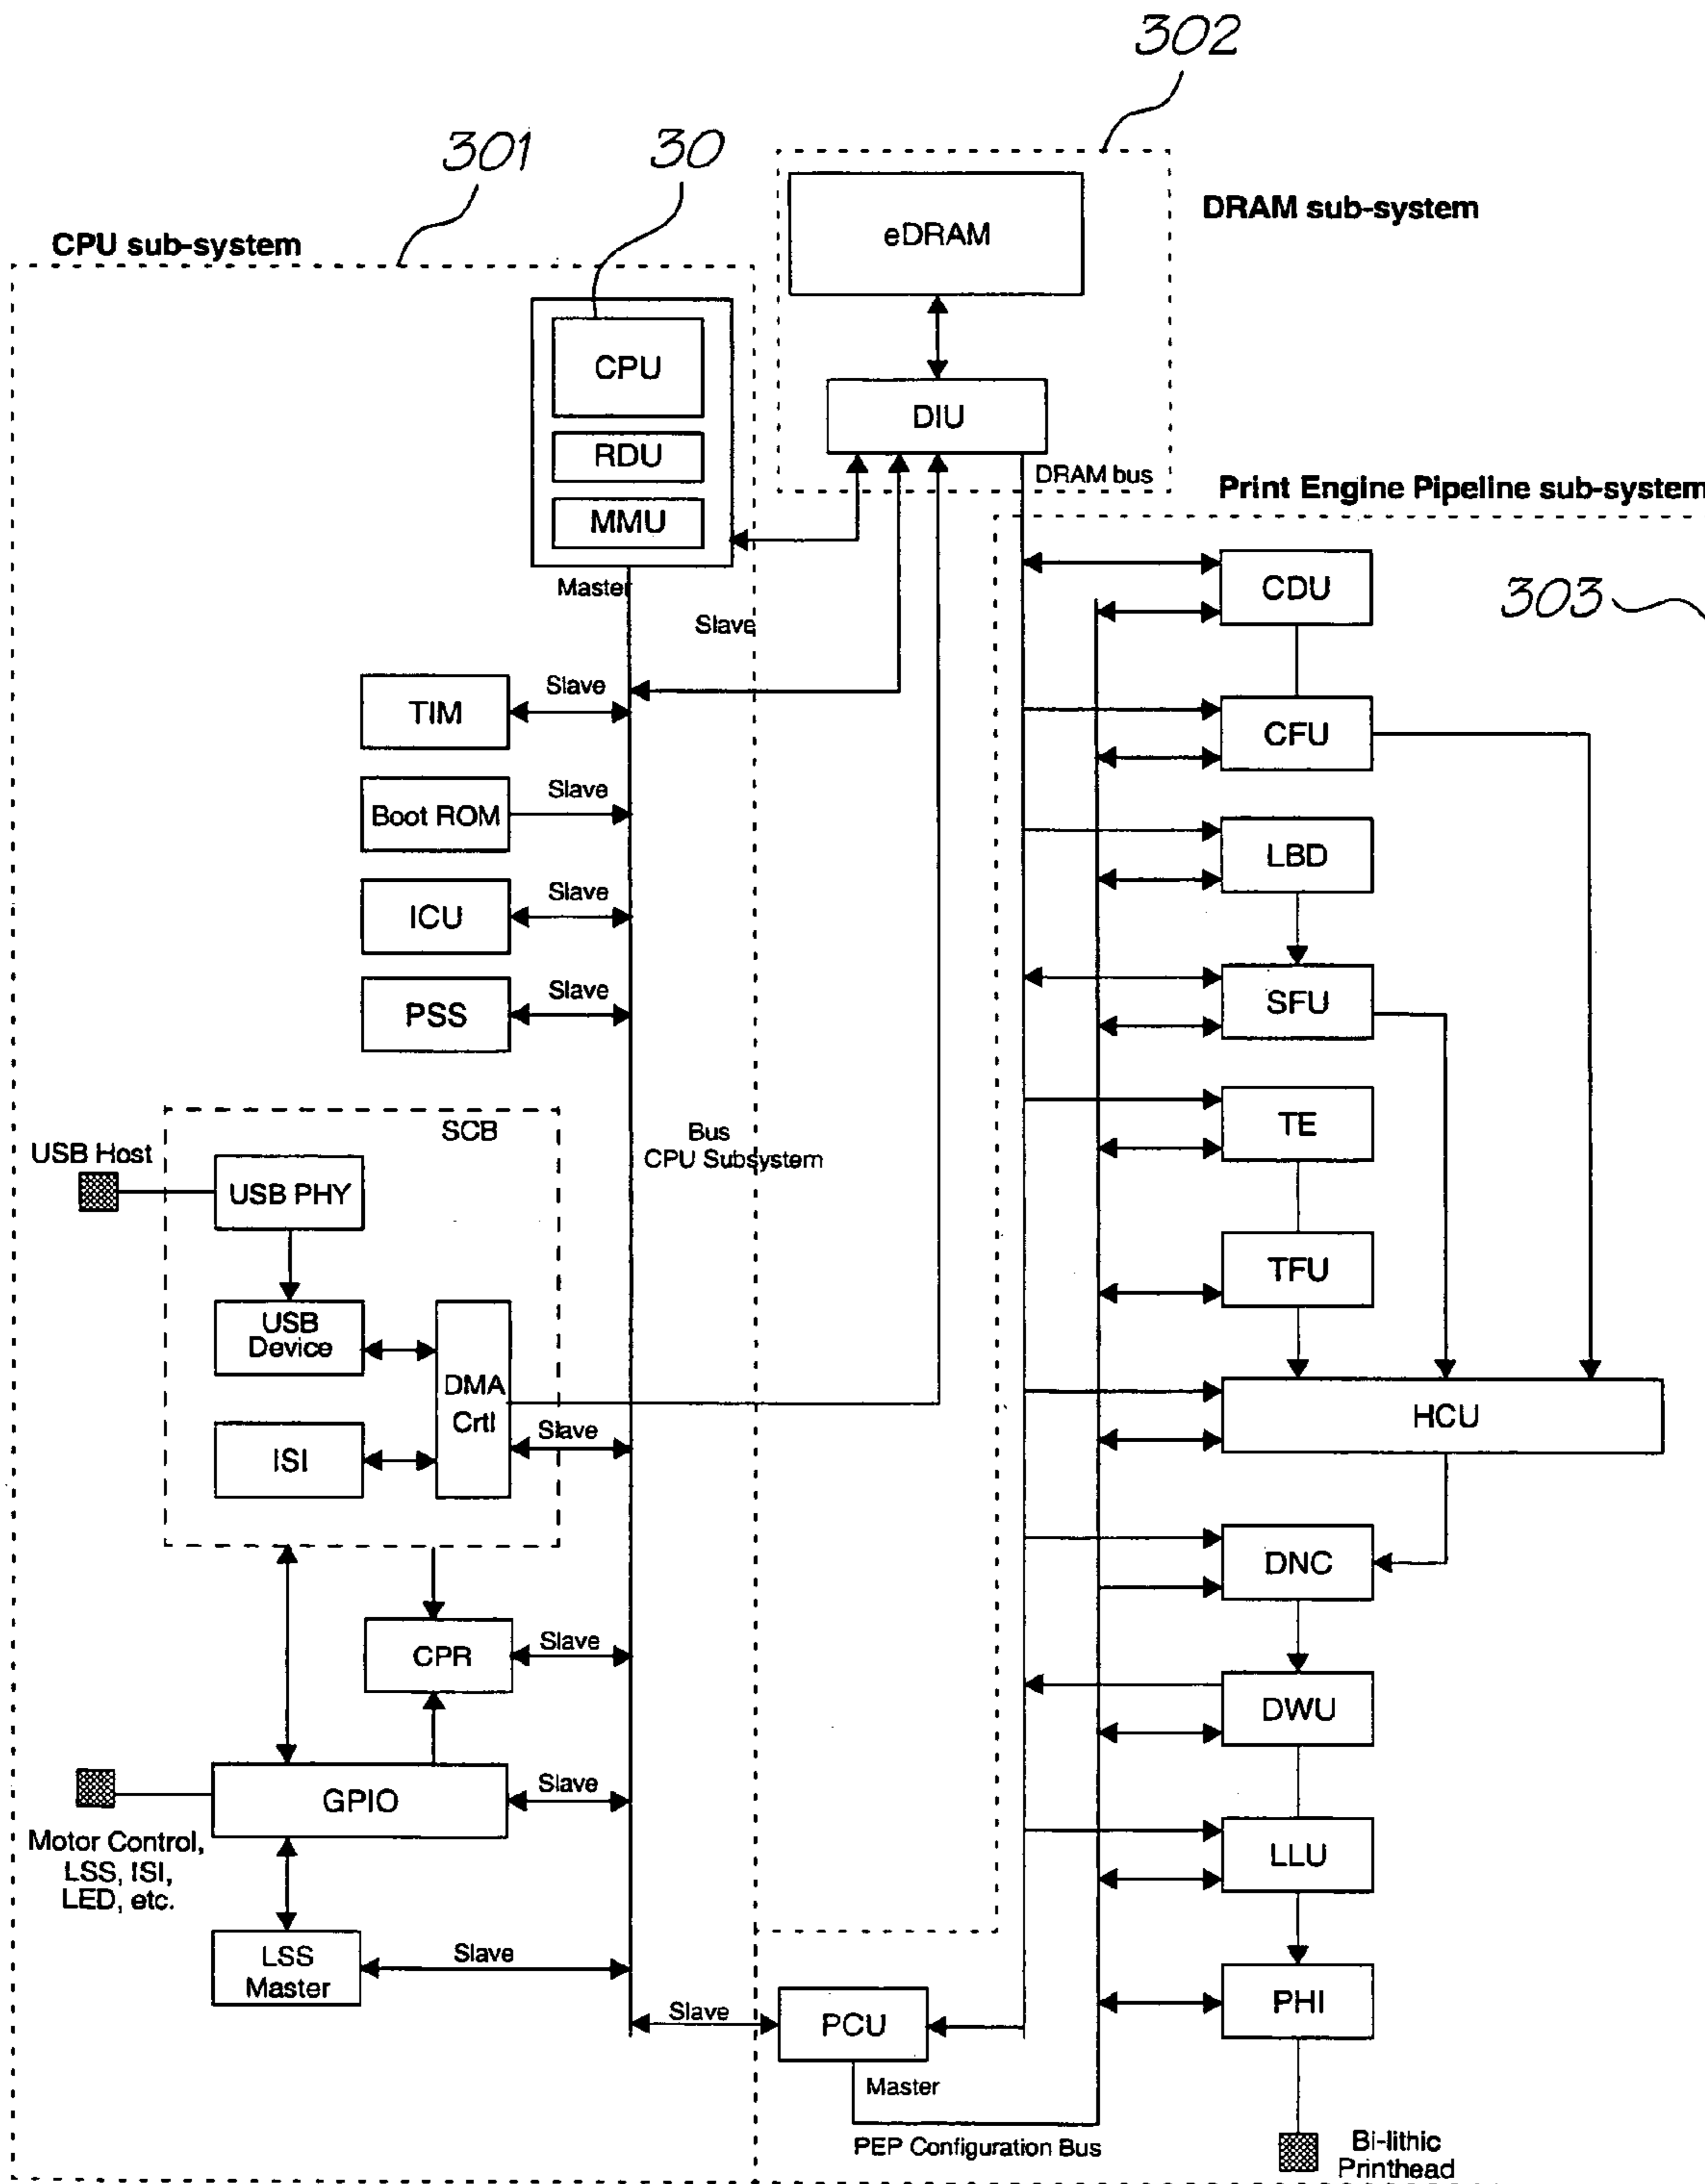 302
301
30
DRAM sub-system
CPU sub-system
eDRAM
CPU
DIU
RDU
DRAM bus
Print Engine Pipeline sub-system
MMU
CDU
303
Master
Slave
TIM
Slave
CFU
Boot ROM
Slave
LBD
ICU
Slave
PSS
Slave
SFU
SCB
TE
Bus
CPU Subsystem
USB Host
USB PHY
TFU
USB
Device
DMA
Crtl
HCU
Slave
ISI
DNC
CPR
Slave
DWU
GPIO
Slave
Motor Control,
LSS, ISI,
LED, etc.
LLU
LSS
Master
Slave
PHI
Slave
PCU
Master
PEP Configuration Bus
Bi-lithic
Printhead